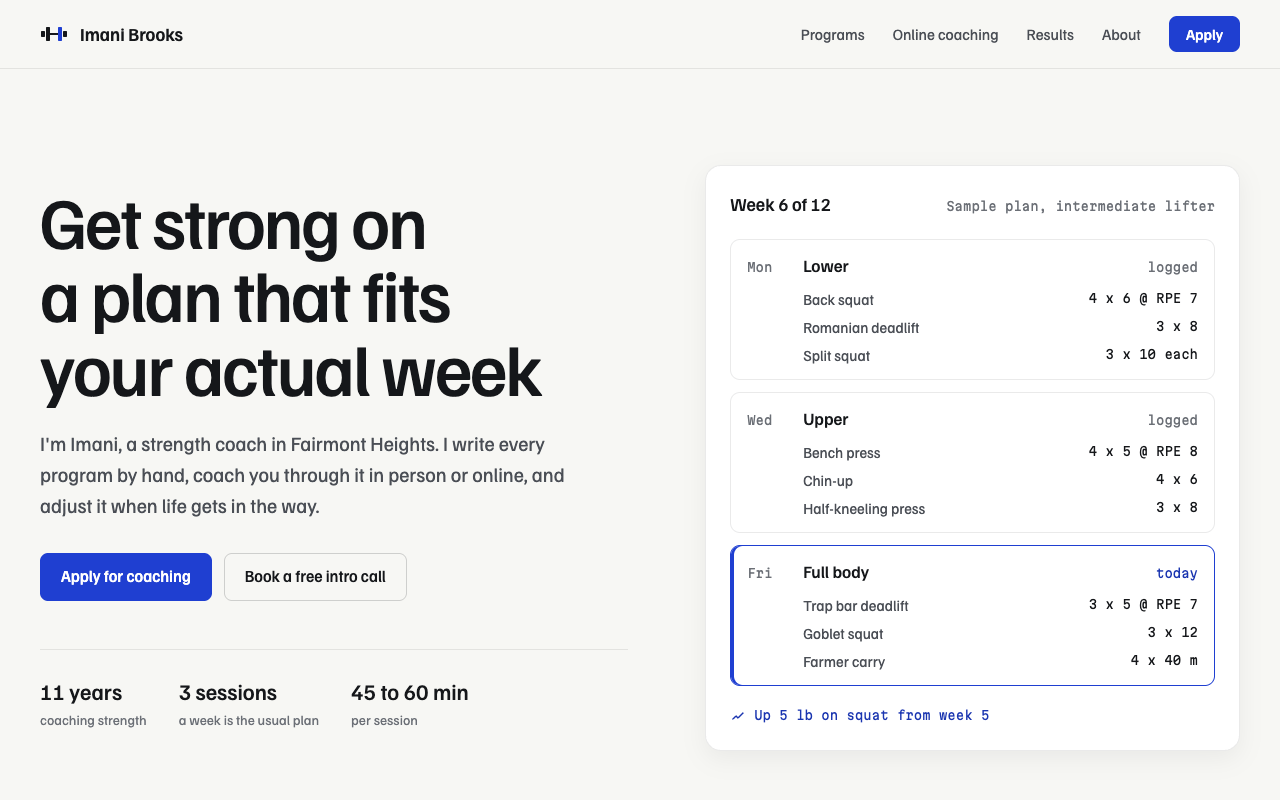 Imani Brooks
Programs
Online coaching
Results
About
Apply
Get strong on
a plan that fits
your actual week
I'm Imani, a strength coach in Fairmont Heights. I write every
program by hand, coach you through it in person or online, and
adjust it when life gets in the way.
Apply for coaching
Book a free intro call
11 years
coaching strength
3 sessions
a week is the usual plan
45 to 60 min
per session
Week 6 of 12
Sample plan, intermediate lifter
Mon Lower logged
Back squat 4 x 6 @ RPE 7
Romanian deadlift 3 x 8
Split squat 3 x 10 each
Wed Upper logged
Bench press 4 x 5 @ RPE 8
Chin-up 4 x 6
Half-kneeling press 3 x 8
Fri Full body today
Trap bar deadlift 3 x 5 @ RPE 7
Goblet squat 3 x 12
Farmer carry 4 x 40 m
Up 5 lb on squat from week 5